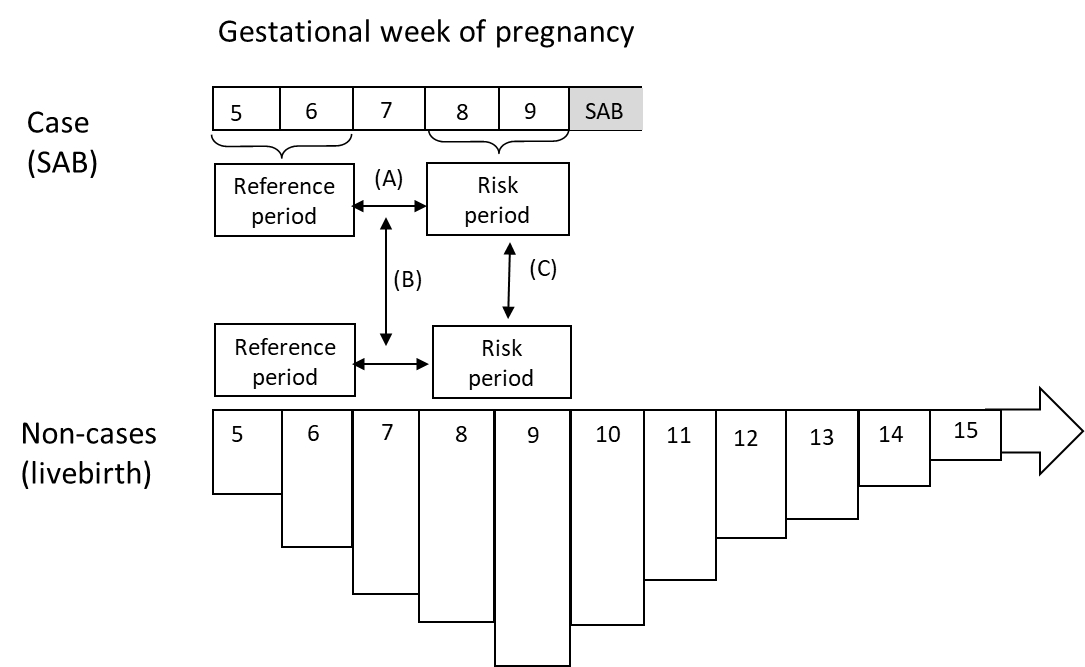 Gestational week of pregnancy
Case
(SAB)
5 6 7 8 9 SAB
Reference
period
(A)
Risk
period
(B)
(C)
Reference
period
Risk
period
Non-cases
(livebirth)
5 6 7 8 9 10 11 12 13 14 15